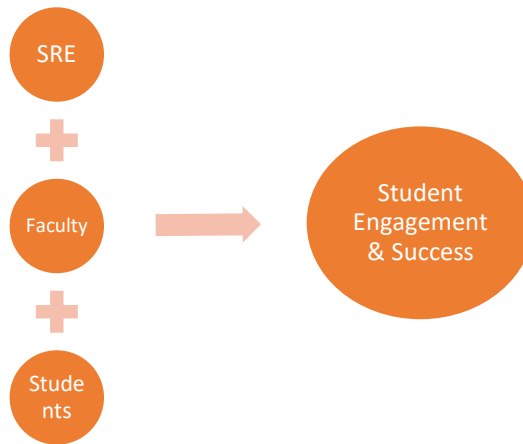 SRE
Faculty
Stude
nts
Student
Engagement
& Success